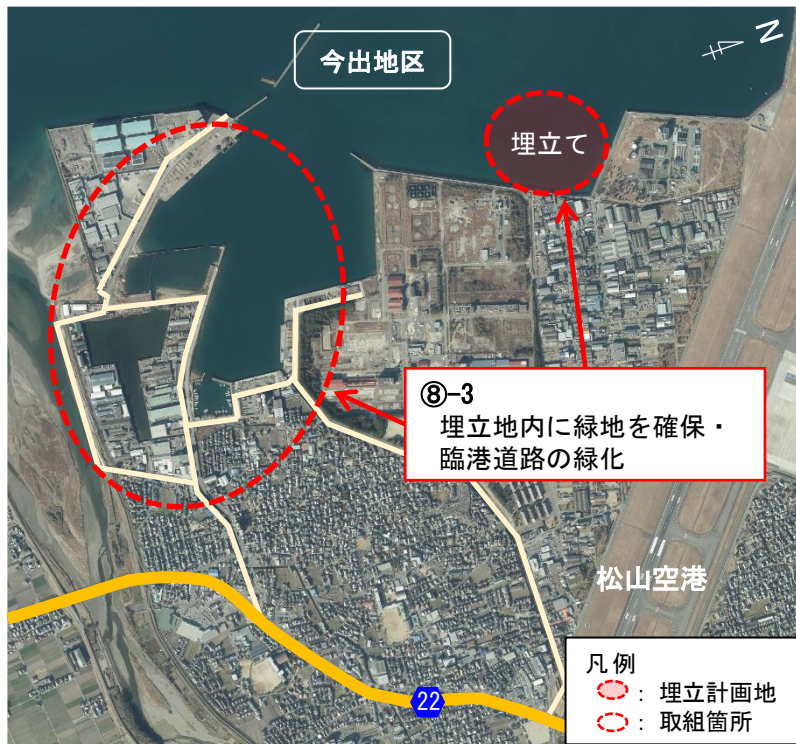 今出地区
N
埋立て
⑧-3
埋立地内に緑地を確保・
臨港道路の緑化
松山空港
22
凡例
： 埋立計画地
： 取組箇所